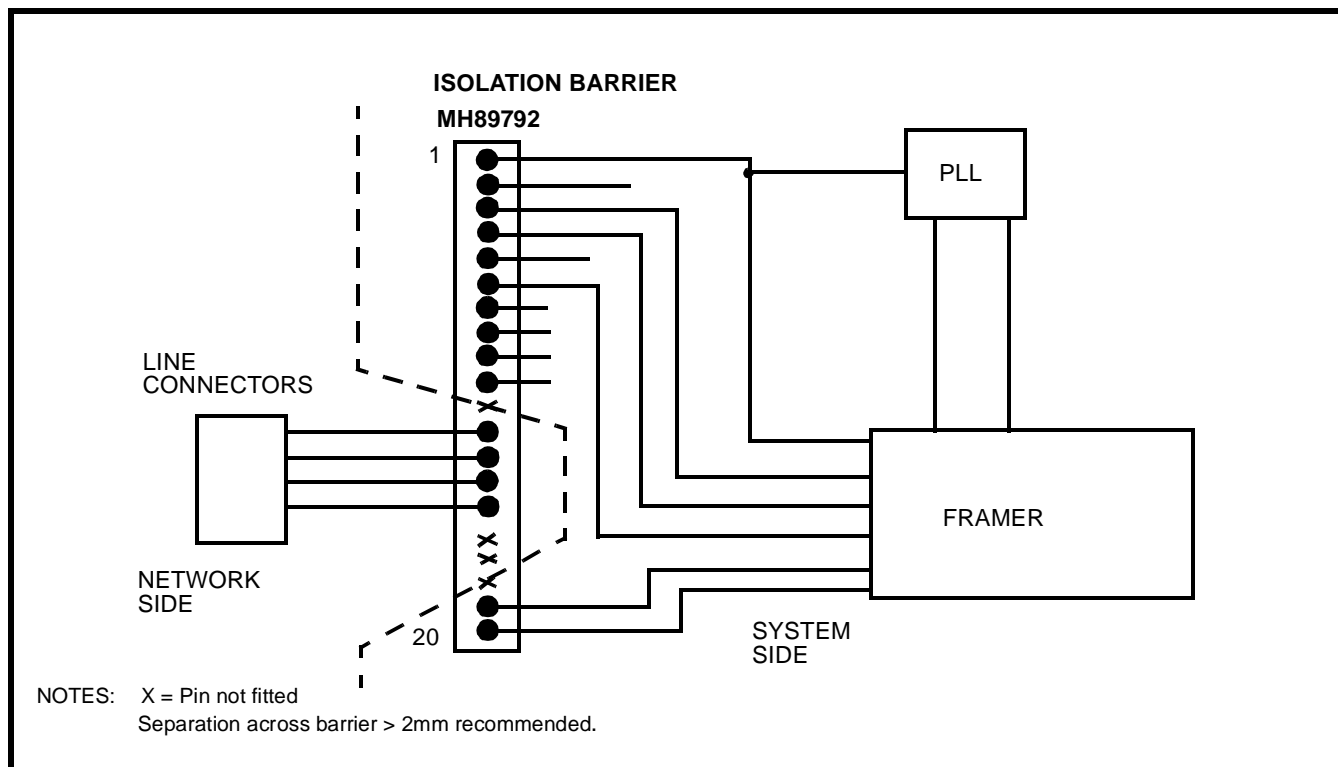 ISOLATION BARRIER
MH89792
1
PLL
LINE
CONNECTORS
FRAMER
NETWORK
SIDE
20
SYSTEM
SIDE
NOTES: X = Pin not fitted
Separation across barrier > 2mm recommended.